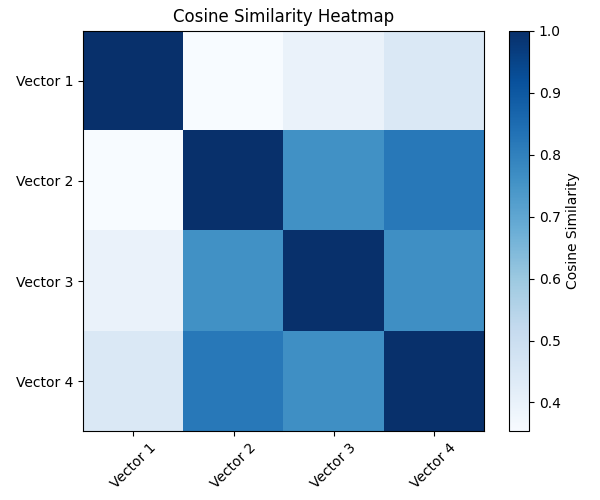 Cosine Similarity Heatmap
Vector 1
Vector 2
Vector 3
Vector 4
Vector 1
Vector 2
Vector 3
Vector 4
1.0
0.9
0.8
0.7
0.6
0.5
0.4
Cosine Similarity